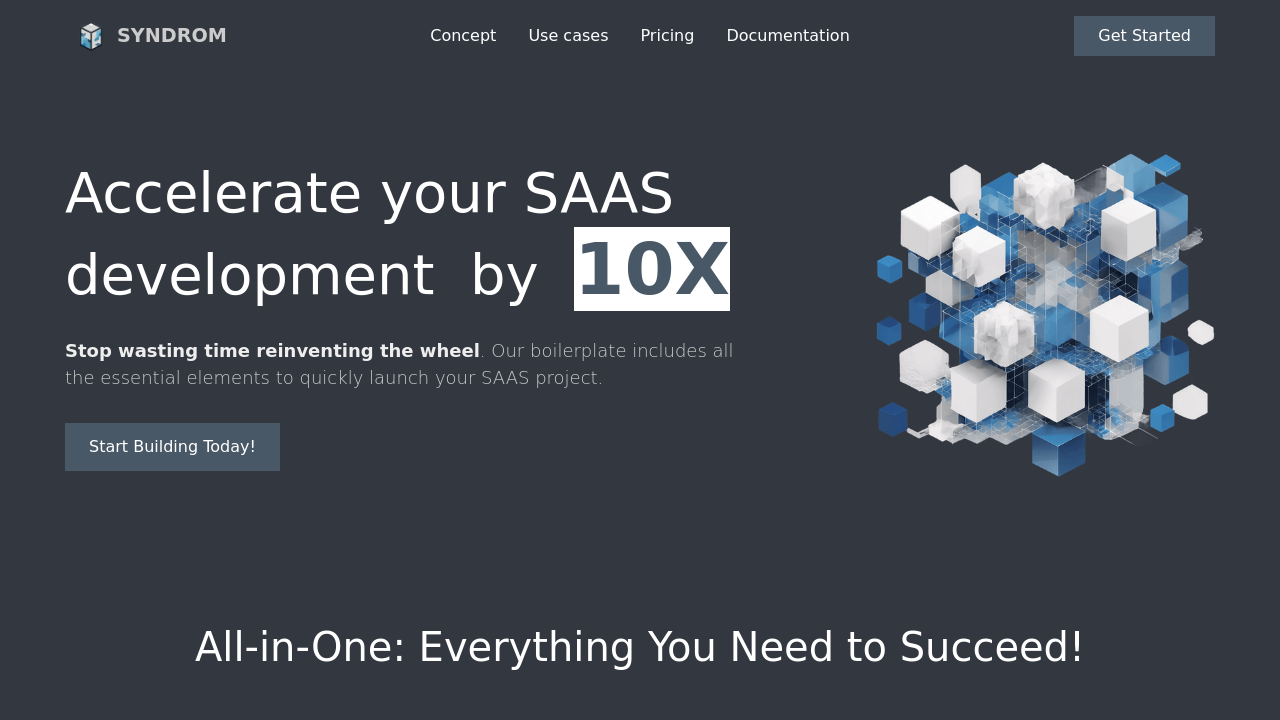 SYNDROM
Concept
Use cases
Pricing
Documentation
Get Started
Accelerate your SAAS
development by 10X
Stop wasting time reinventing the wheel. Our boilerplate includes all
the essential elements to quickly launch your SAAS project.
Start Building Today!
All-in-One: Everything You Need to Succeed!